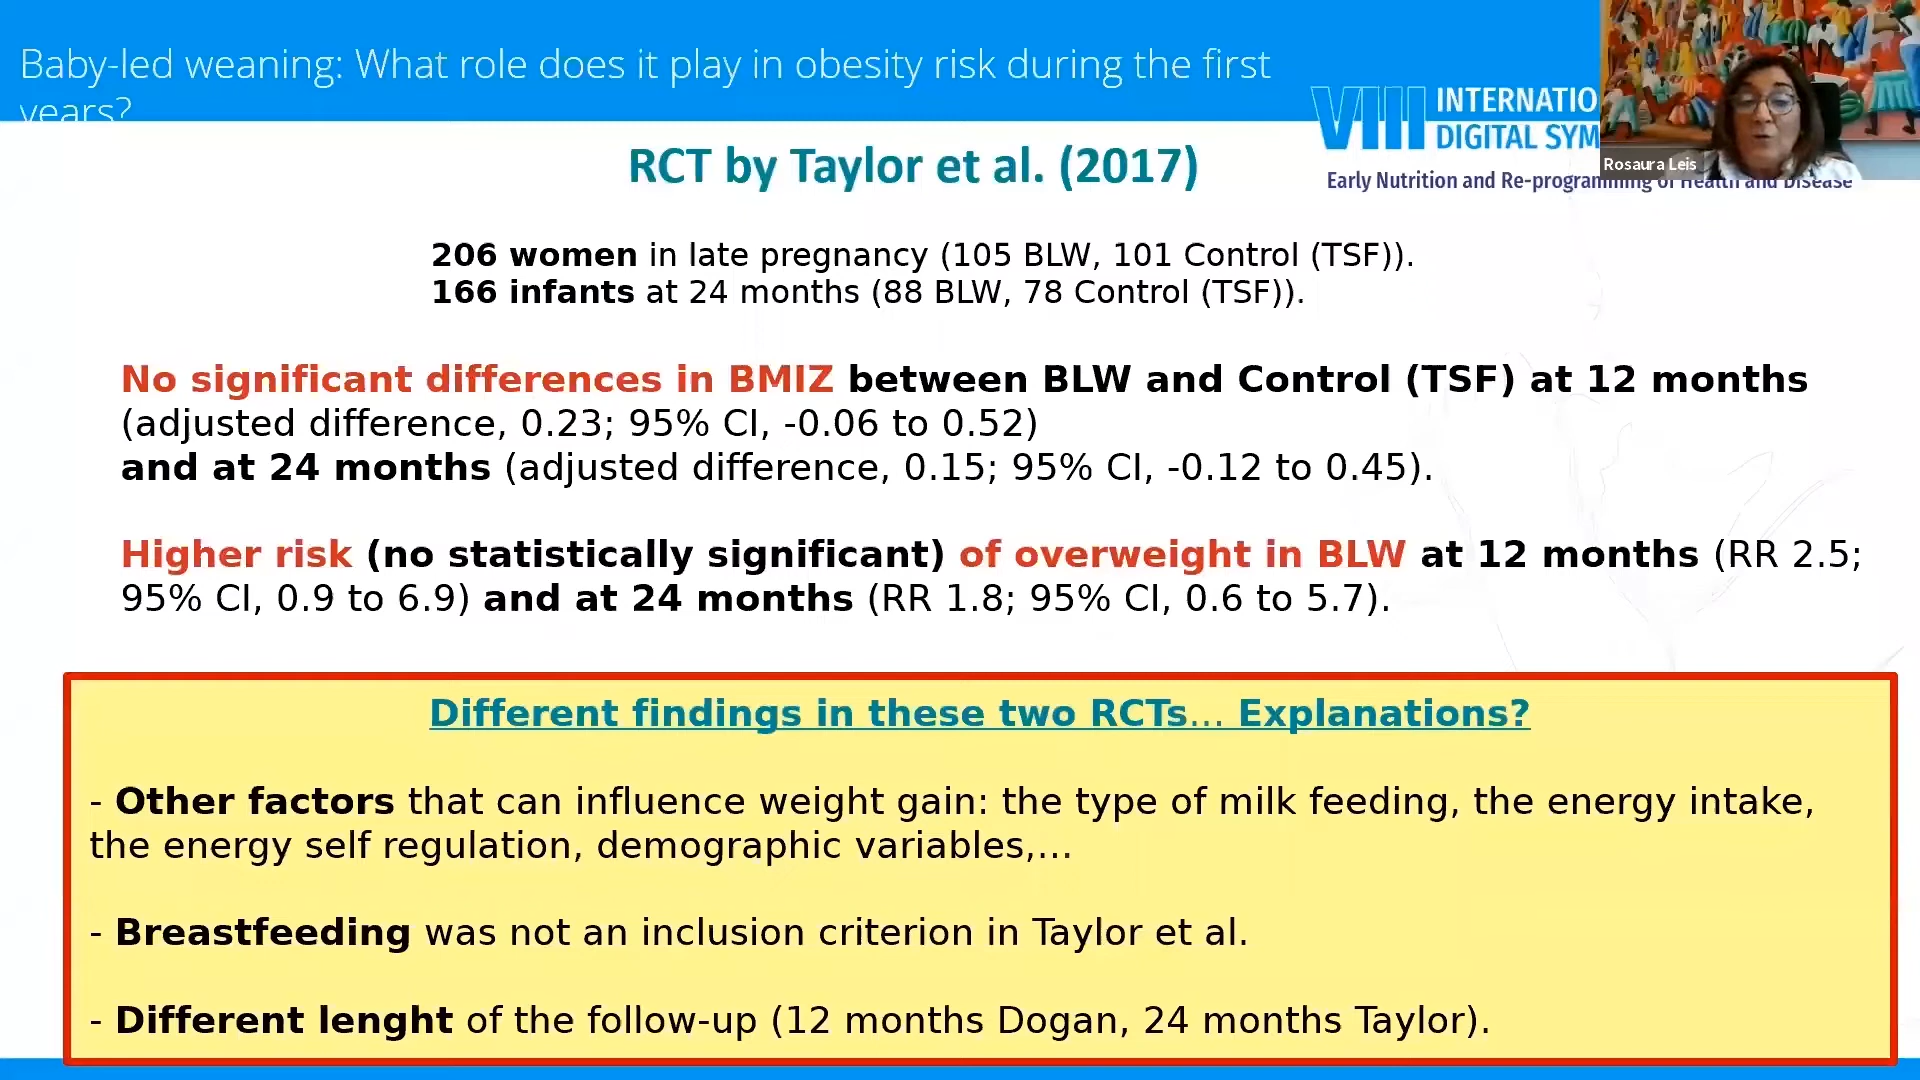 Baby-led weaning: What role does it play in obesity risk during the first
years?
VIII INTERNATIO
DIGITAL SYM
Rosaura Leis
Early Nutrition and Re-programming of Health and Disease
RCT by Taylor et al. (2017)
206 women in late pregnancy (105 BLW, 101 Control (TSF)).
166 infants at 24 months (88 BLW, 78 Control (TSF)).
No significant differences in BMIZ between BLW and Control (TSF) at 12 months
(adjusted difference, 0.23; 95% CI, -0.06 to 0.52)
and at 24 months (adjusted difference, 0.15; 95% CI, -0.12 to 0.45).
Higher risk (no statistically significant) of overweight in BLW at 12 months (RR 2.5;
95% CI, 0.9 to 6.9) and at 24 months (RR 1.8; 95% CI, 0.6 to 5.7).
Different findings in these two RCTs... Explanations?
- Other factors that can influence weight gain: the type of milk feeding, the energy intake,
the energy self regulation, demographic variables,...
- Breastfeeding was not an inclusion criterion in Taylor et al.
- Different lenght of the follow-up (12 months Dogan, 24 months Taylor).